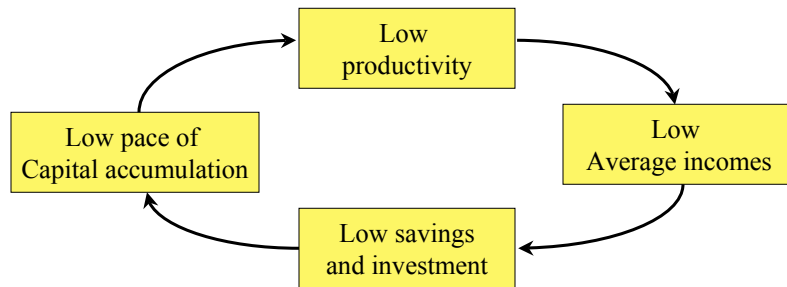 Low
productivity
Low
Average incomes
Low savings
and investment
Low pace of
Capital accumulation